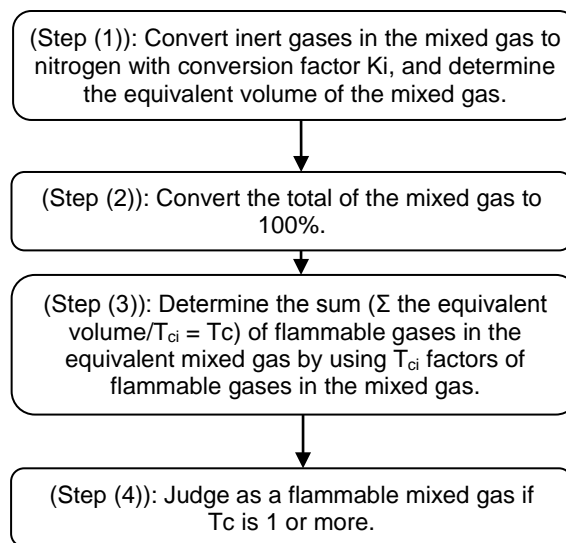 (Step (1)): Convert inert gases in the mixed gas to
nitrogen with conversion factor Ki, and determine
the equivalent volume of the mixed gas.
(Step (2)): Convert the total of the mixed gas to
100%.
(Step (3)): Determine the sum (Σ the equivalent
volume/Tci = Tc) of flammable gases in the
equivalent mixed gas by using Tci factors of
flammable gases in the mixed gas.
(Step (4)): Judge as a flammable mixed gas if
Tc is 1 or more.